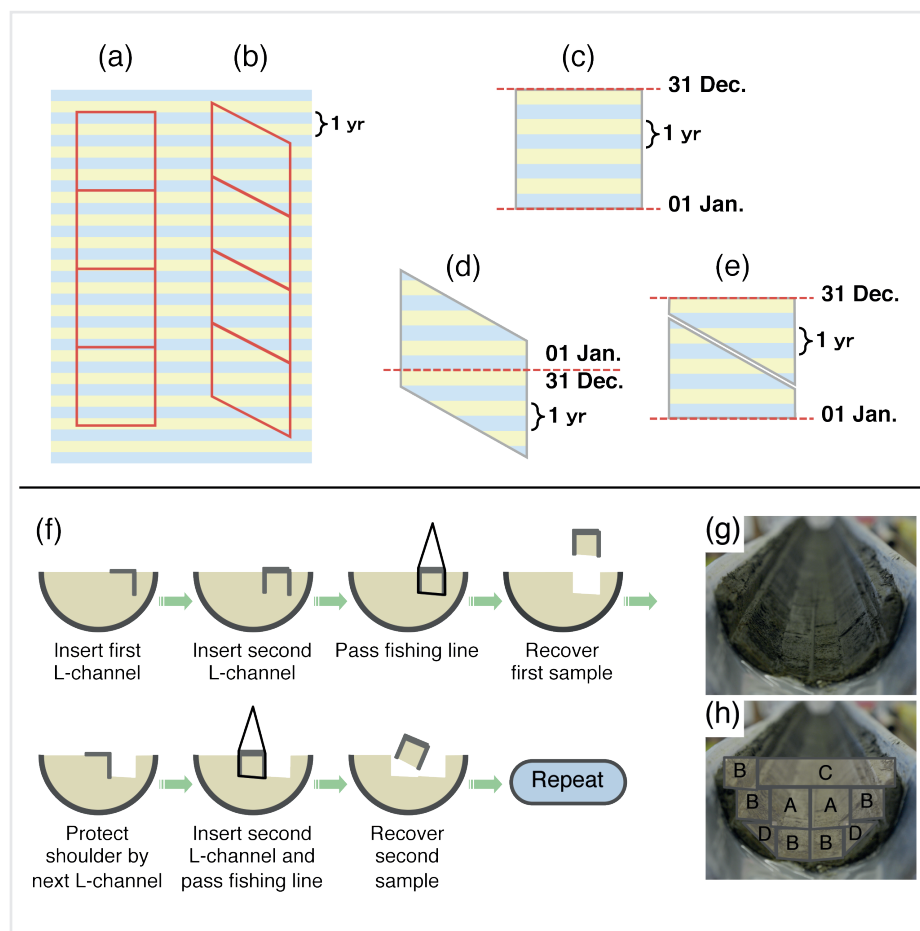 (a)
(b)
1 yr
(c)
31 Dec.
1 yr
01 Jan.
(d)
01 Jan.
31 Dec.
1 yr
(e)
31 Dec.
1 yr
01 Jan.
(f)
Insert first
L-channel
Insert second
L-channel
Pass fishing line
Recover
first sample
Protect
shoulder by
next L-channel
Insert second
L-channel and
pass fishing line
Recover
second
sample
Repeat
(g)
(h)
B C
B A A B
D B B D